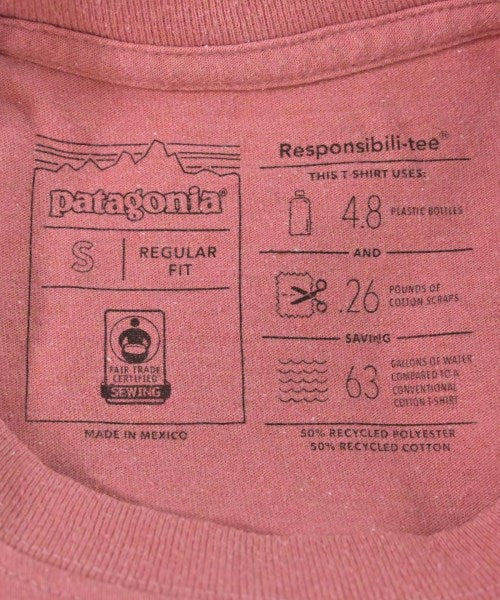 patagonia®
S
REGULAR
FIT
FAIR TRADE
CERTIFIED
SEWING
MADE IN MEXICO
Responsibili-tee®
THIS T-SHIRT USES:
4.8 PLASTIC BOTTLES
AND
.26 POUNDS OF
COTTON SCRAPS
SAVING
63 GALLONS OF WATER
COMPARED TO A
CONVENTIONAL
COTTON T-SHIRT
50% RECYCLED POLYESTER
50% RECYCLED COTTON